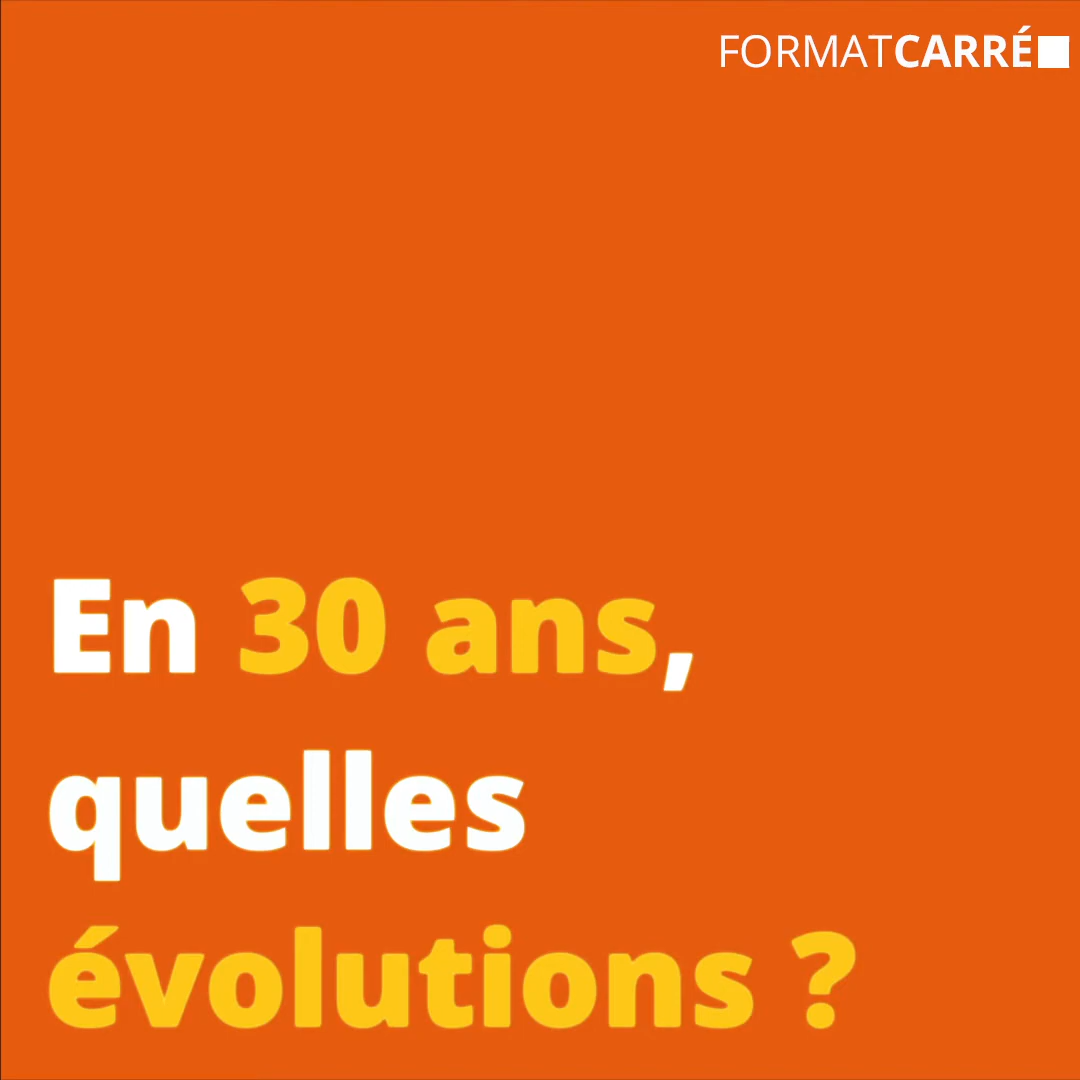 FORMATCARRÉ
En 30 ans,
quelles
évolutions ?